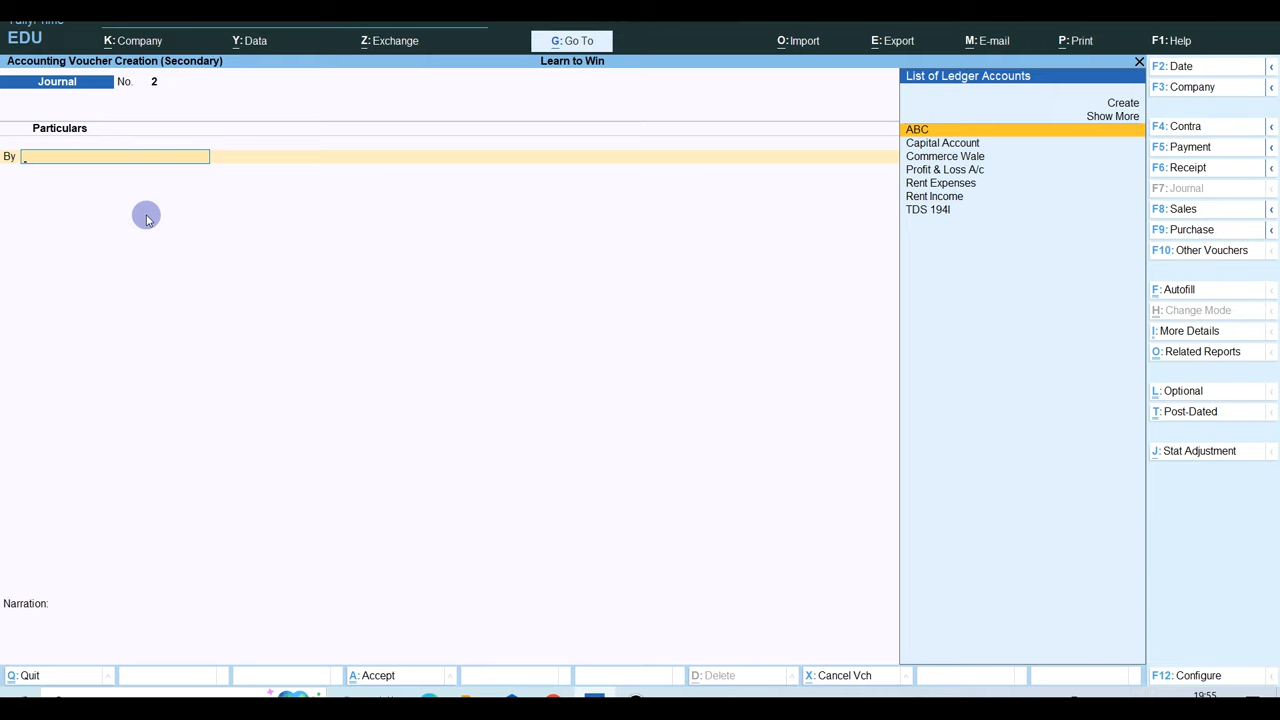 EDU
K: Company
Y: Data
Z: Exchange
G: Go To
O: Import
E: Export
M: E-mail
P: Print
F1: Help
Accounting Voucher Creation (Secondary)
Learn to Win
Journal No. 2
Particulars
By
Narration:
List of Ledger Accounts
Create
Show More
ABC
Capital Account
Commerce Wale
Profit & Loss A/c
Rent Expenses
Rent Income
TDS 194I
F2: Date
F3: Company
F4: Contra
F5: Payment
F6: Receipt
F7: Journal
F8: Sales
F9: Purchase
F10: Other Vouchers
F: Autofill
H: Change Mode
I: More Details
O: Related Reports
L: Optional
T: Post-Dated
J: Stat Adjustment
Q: Quit
A: Accept
D: Delete
X: Cancel Vch
F12: Configure
19:55